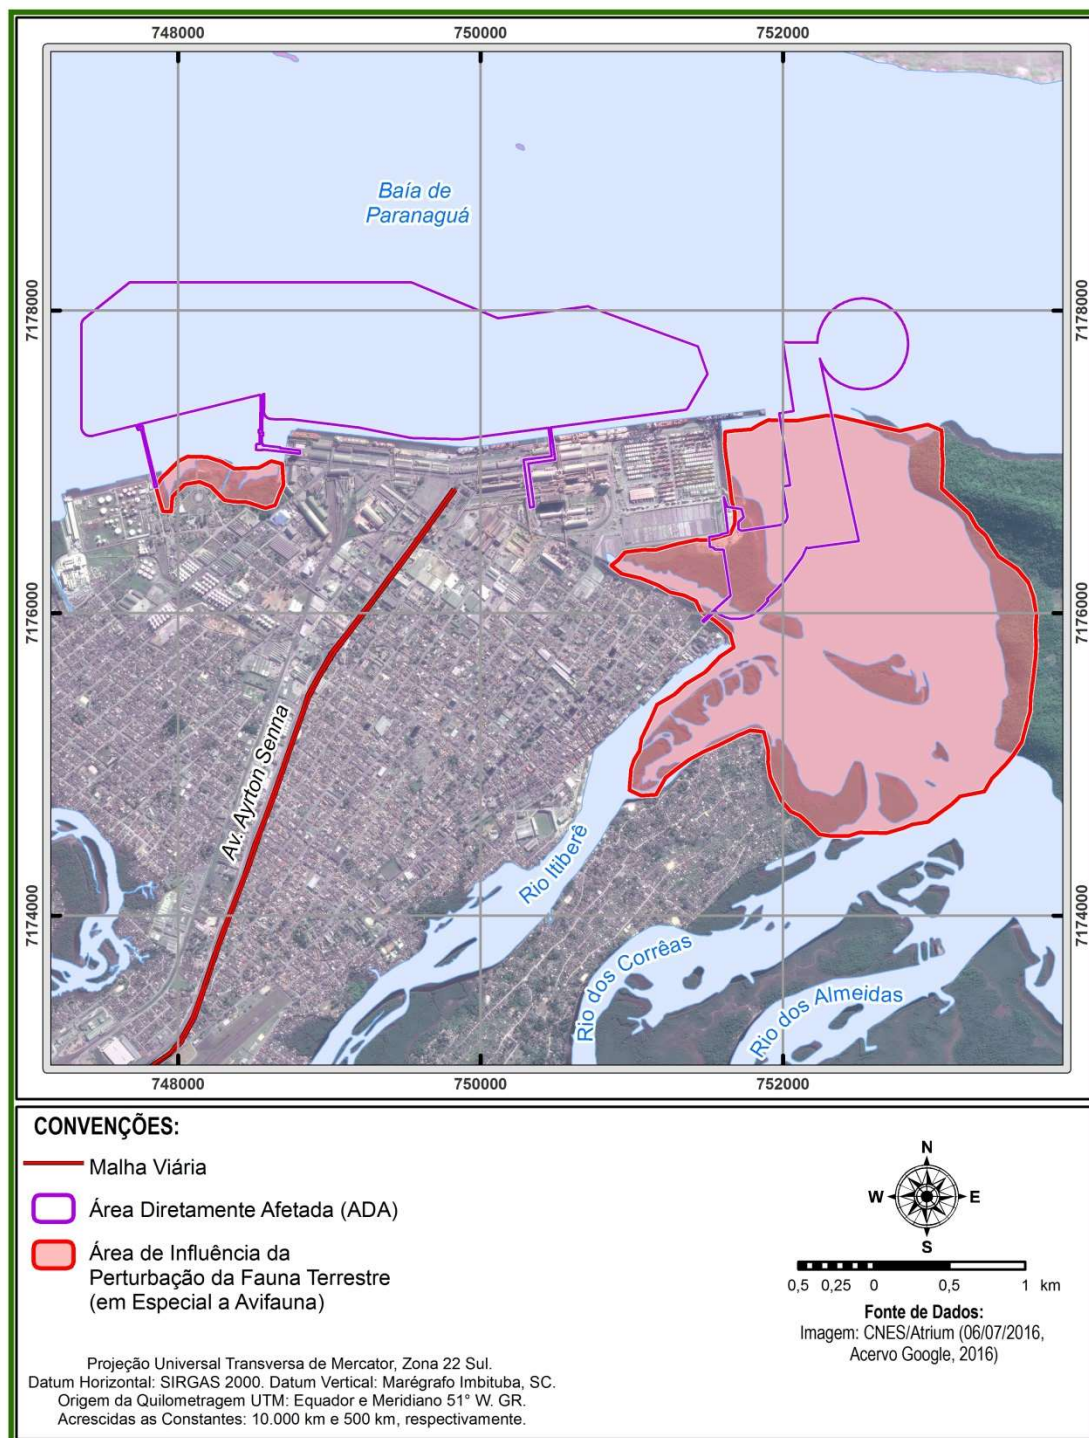 748000 750000 752000
Baía de
Paranaguá
7178000 7178000
7176000 7176000
Av. Ayrton Senna
Rio Itiberê
7174000 7174000
Rio dos Corrêas
Rio dos Almeidas
748000 750000 752000
CONVENÇÕES:
Malha Viária
Área Diretamente Afetada (ADA)
Área de Influência da
Perturbação da Fauna Terrestre
(em Especial a Avifauna)
N
W E
S
0,5 0,25 0 0,5 1 km
Fonte de Dados:
Imagem: CNES/Atrium (06/07/2016,
Acervo Google, 2016)
Projeção Universal Transversa de Mercator, Zona 22 Sul.
Datum Horizontal: SIRGAS 2000. Datum Vertical: Marégrafo Imbituba, SC.
Origem da Quilometragem UTM: Equador e Meridiano 51° W. GR.
Acrescidas as Constantes: 10.000 km e 500 km, respectivamente.